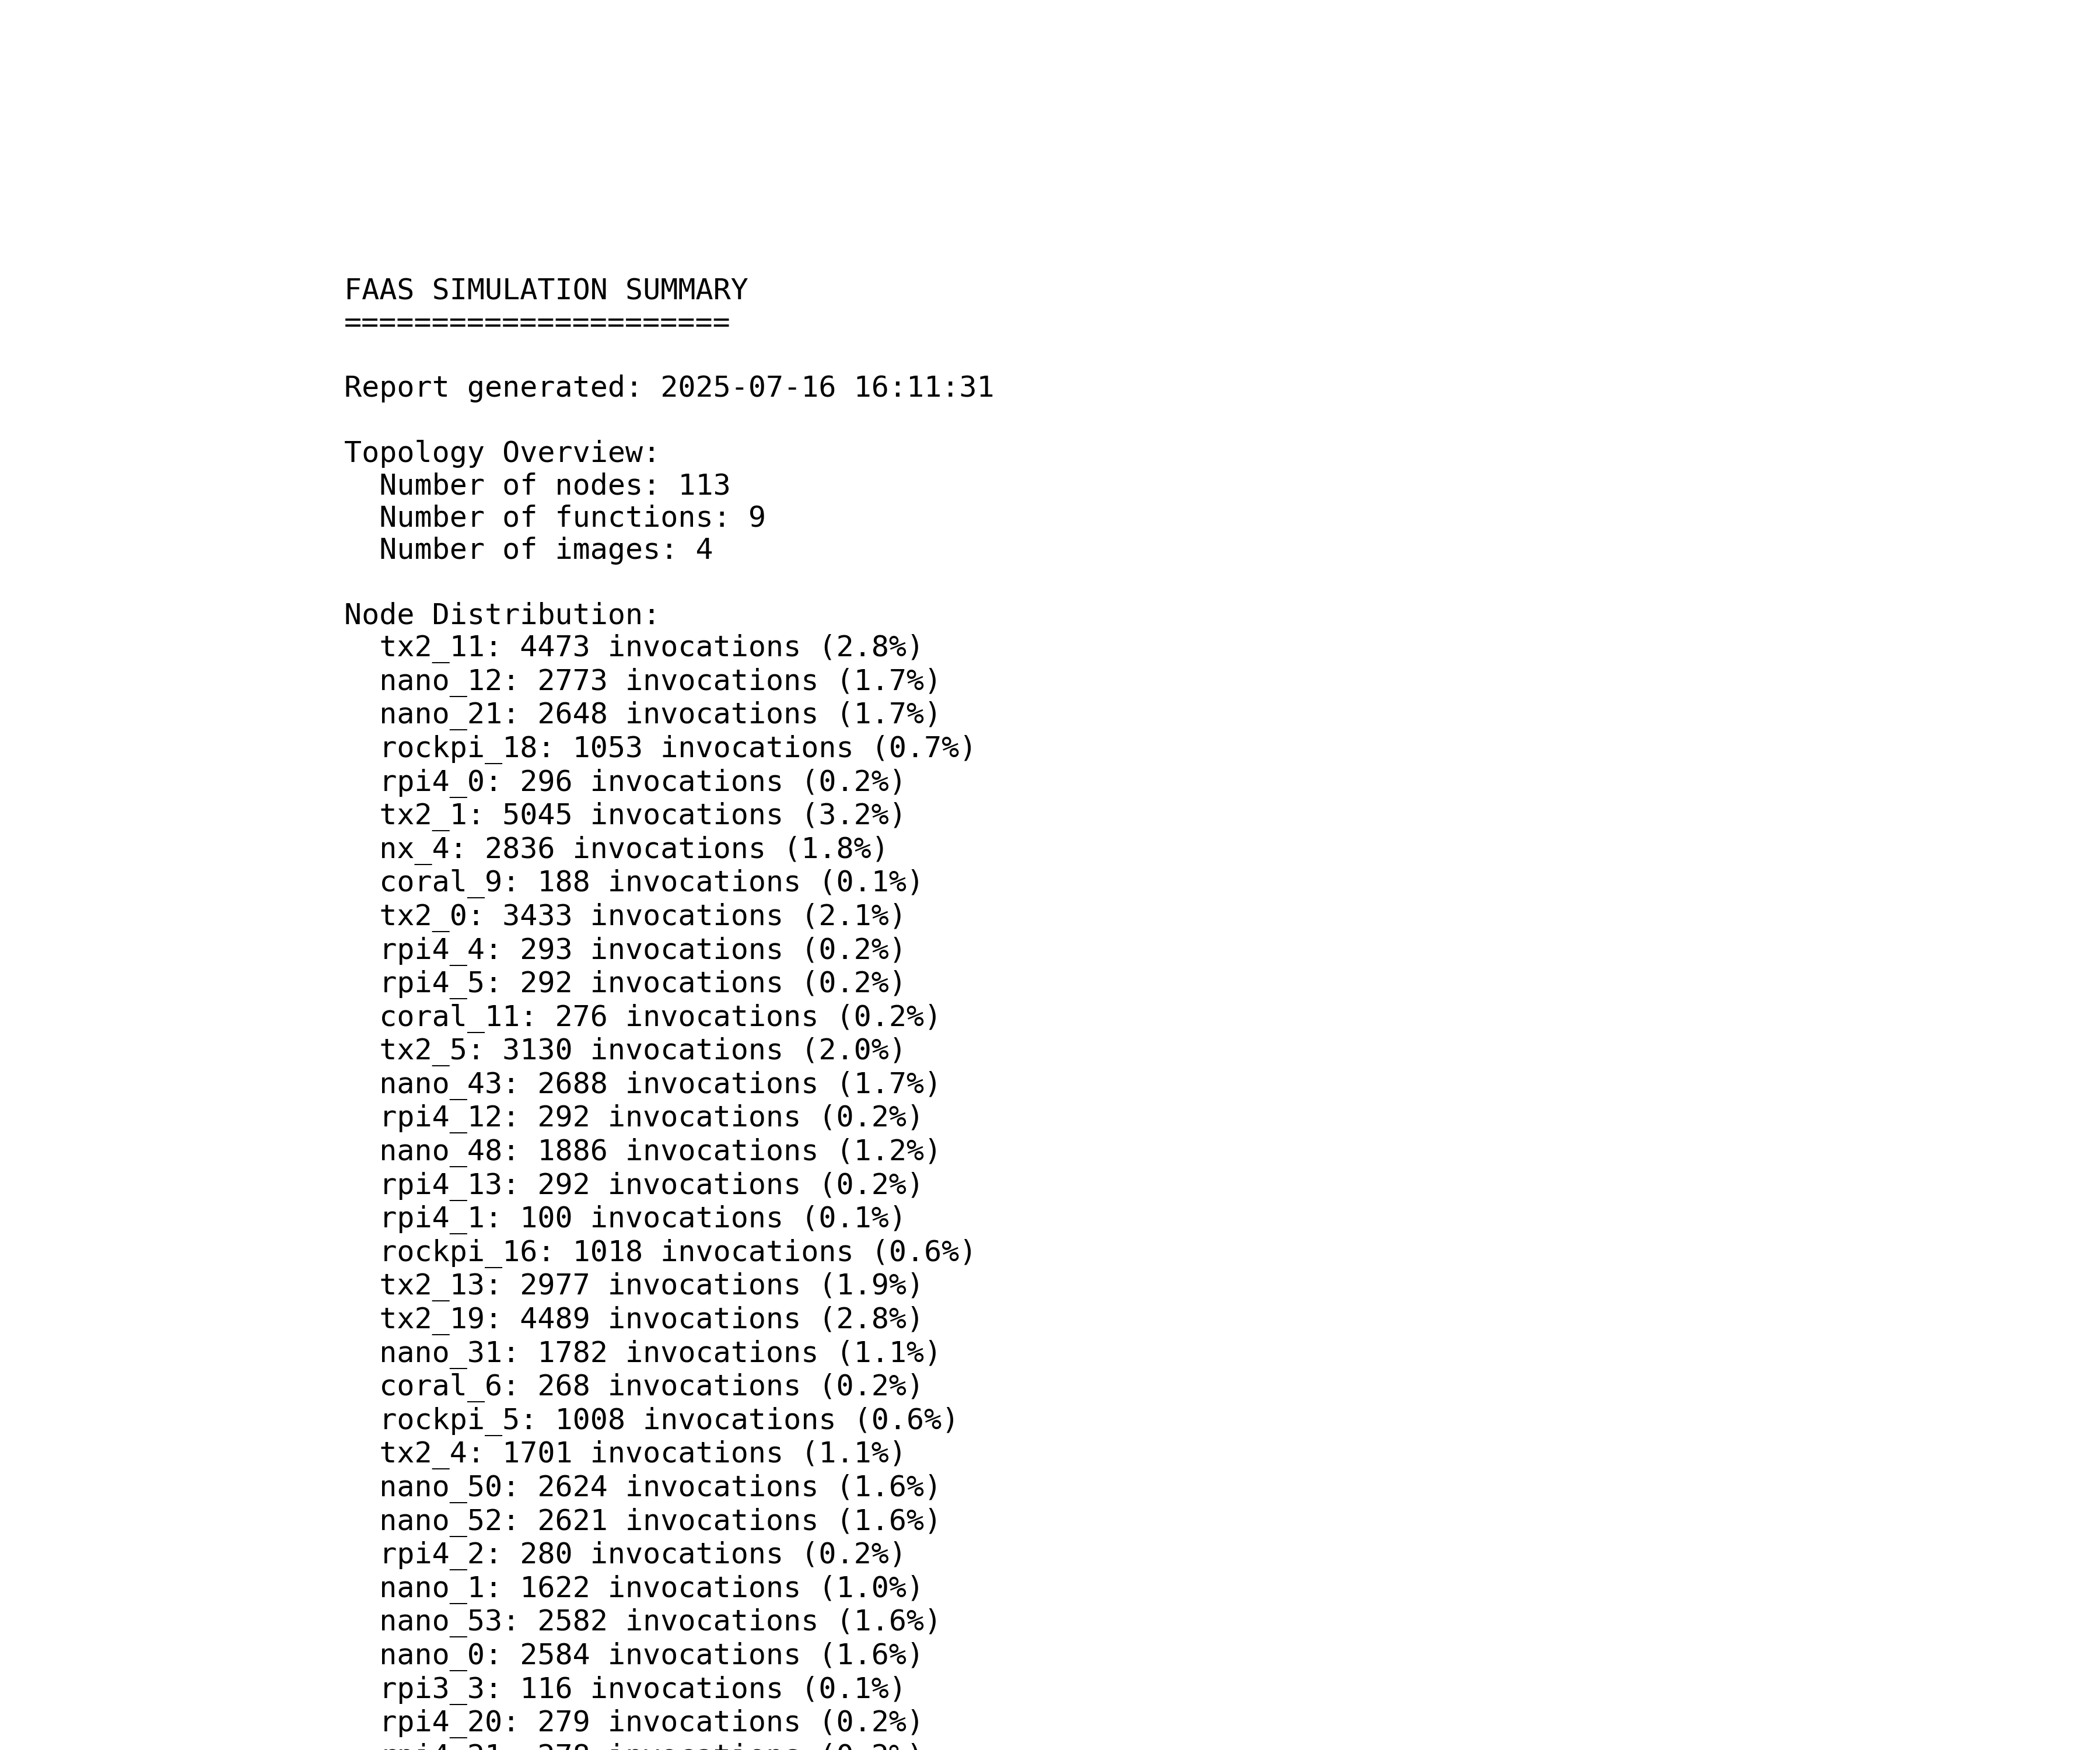 FAAS SIMULATION SUMMARY
======================
Report generated: 2025-07-16 16:11:31
Topology Overview:
Number of nodes: 113
Number of functions: 9
Number of images: 4
Node Distribution:
tx2_11: 4473 invocations (2.8%)
nano_12: 2773 invocations (1.7%)
nano_21: 2648 invocations (1.7%)
rockpi_18: 1053 invocations (0.7%)
rpi4_0: 296 invocations (0.2%)
tx2_1: 5045 invocations (3.2%)
nx_4: 2836 invocations (1.8%)
coral_9: 188 invocations (0.1%)
tx2_0: 3433 invocations (2.1%)
rpi4_4: 293 invocations (0.2%)
rpi4_5: 292 invocations (0.2%)
coral_11: 276 invocations (0.2%)
tx2_5: 3130 invocations (2.0%)
nano_43: 2688 invocations (1.7%)
rpi4_12: 292 invocations (0.2%)
nano_48: 1886 invocations (1.2%)
rpi4_13: 292 invocations (0.2%)
rpi4_1: 100 invocations (0.1%)
rockpi_16: 1018 invocations (0.6%)
tx2_13: 2977 invocations (1.9%)
tx2_19: 4489 invocations (2.8%)
nano_31: 1782 invocations (1.1%)
coral_6: 268 invocations (0.2%)
rockpi_5: 1008 invocations (0.6%)
tx2_4: 1701 invocations (1.1%)
nano_50: 2624 invocations (1.6%)
nano_52: 2621 invocations (1.6%)
rpi4_2: 280 invocations (0.2%)
nano_1: 1622 invocations (1.0%)
nano_53: 2582 invocations (1.6%)
nano_0: 2584 invocations (1.6%)
rpi3_3: 116 invocations (0.1%)
rpi4_20: 279 invocations (0.2%)
invocations